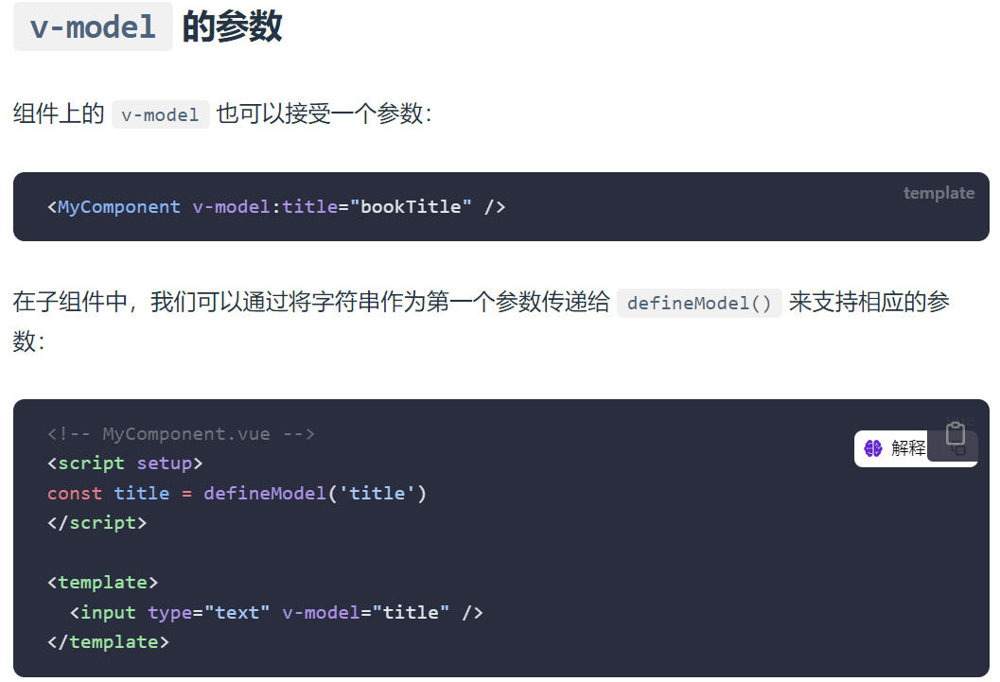 v-model 的参数
组件上的 v-model 也可以接受一个参数：
template
<MyComponent v-model:title="bookTitle" />
在子组件中，我们可以通过将字符串作为第一个参数传递给 defineModel() 来支持相应的参
数：
<!-- MyComponent.vue -->
解释
<script setup>
const title = defineModel('title')
</script>
<template>
  <input type="text" v-model="title" />
</template>